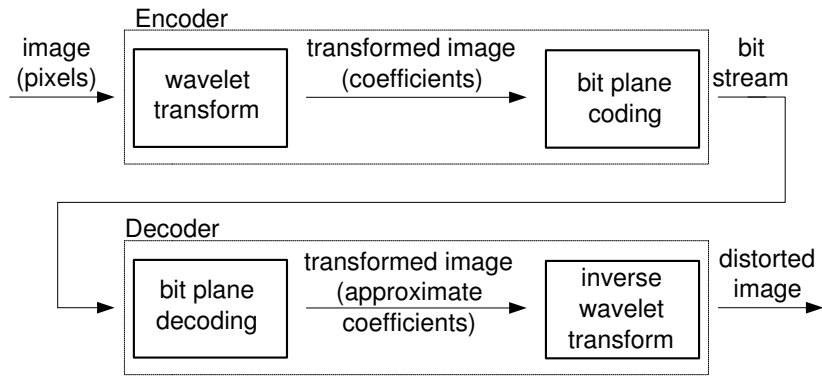 Encoder
image
(pixels)
wavelet
transform
transformed image
(coefficients)
bit plane
coding
bit
stream
Decoder
bit plane
decoding
transformed image
(approximate
coefficients)
inverse
wavelet
transform
distorted
image